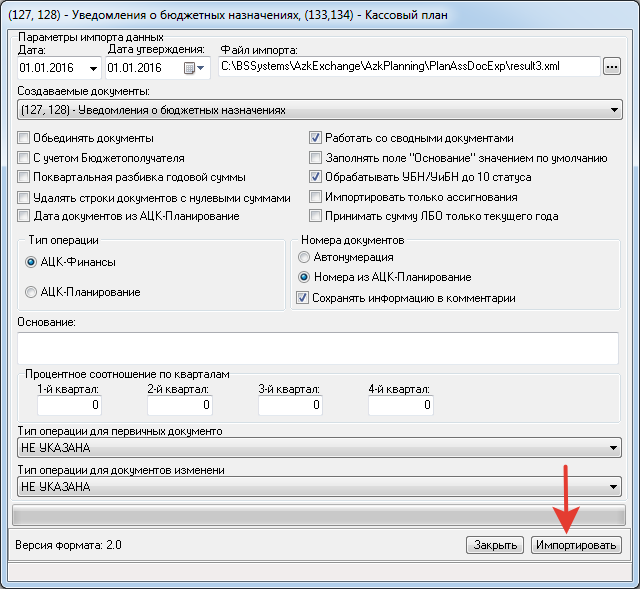 (127, 128) - Уведомления о бюджетных назначениях, (133,134) - Кассовый план
Параметры импорта данных
Дата: Дата утверждения: Файл импорта:
01.01.2016 01.01.2016 C:\BSSystems\AzkExchange\AzkPlanning\PlanAssDocExp\result3.xml ...
Создаваемые документы:
(127, 128) - Уведомления о бюджетных назначениях
Объединять документы Работать со сводными документами
С учетом Бюджетополучателя Заполнять поле "Основание" значением по умолчанию
Поквартальная разбивка годовой суммы Обрабатывать УБН/УиБН до 10 статуса
Удалять строки документов с нулевыми суммами Импортировать только ассигнования
Дата документов из АЦК-Планирование Принимать сумму ЛБО только текущего года
Тип операции Номера документов
АЦК-Финансы Автонумерация
Номера из АЦК-Планирование
АЦК-Планирование Сохранять информацию в комментарии
Основание:
Процентное соотношение по кварталам
1-й квартал: 2-й квартал: 3-й квартал: 4-й квартал:
0 0 0 0
Тип операции для первичных документо
НЕ УКАЗАНА
Тип операции для документов изменени
НЕ УКАЗАНА
Версия формата: 2.0 Закрыть Импортировать